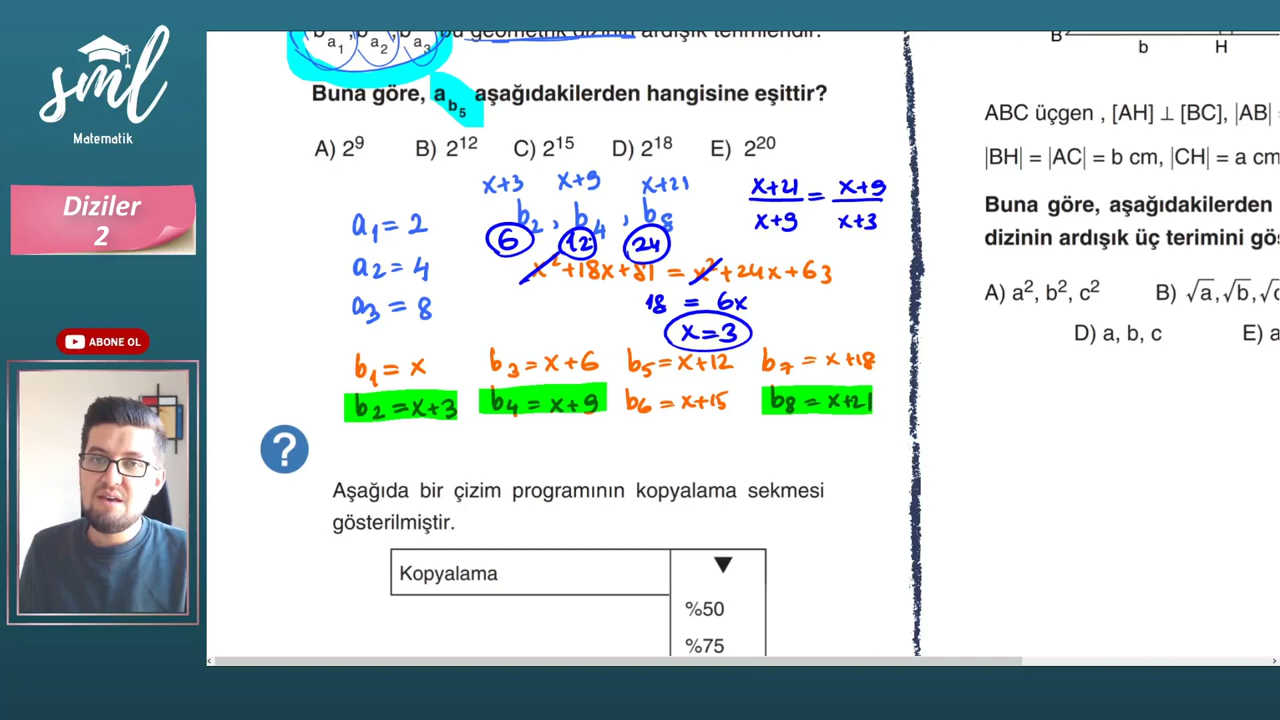 sml
Matematik
Diziler
2
ABONE OL
b a1 , b a2 , b a3 bu geometrik dizinin ardışık terimleridir.
Buna göre, a b5 aşağıdakilerden hangisine eşittir?
A) 2^9 B) 2^12 C) 2^15 D) 2^18 E) 2^20
x+3 x+9 x+21
b2 , b4 , b8
6 12 24
x+21/x+9 = x+9/x+3
a1 = 2
a2 = 4
a3 = 8
x²+18x+81 = x²+24x+63
18 = 6x
x=3
b1 = x b3 = x+6 b5 = x+12 b7 = x+18
b2 = x+3 b4 = x+9 b6 = x+15 b8 = x+21
?
Aşağıda bir çizim programının kopyalama sekmesi
gösterilmiştir.
Kopyalama
%50
%75
B b H
ABC üçgen , [AH] ⊥ [BC], |AB| =
|BH| = |AC| = b cm, |CH| = a cm
Buna göre, aşağıdakilerden
dizinin ardışık üç terimini
A) a², b², c² B) √a, √b,
D) a, b, c E)